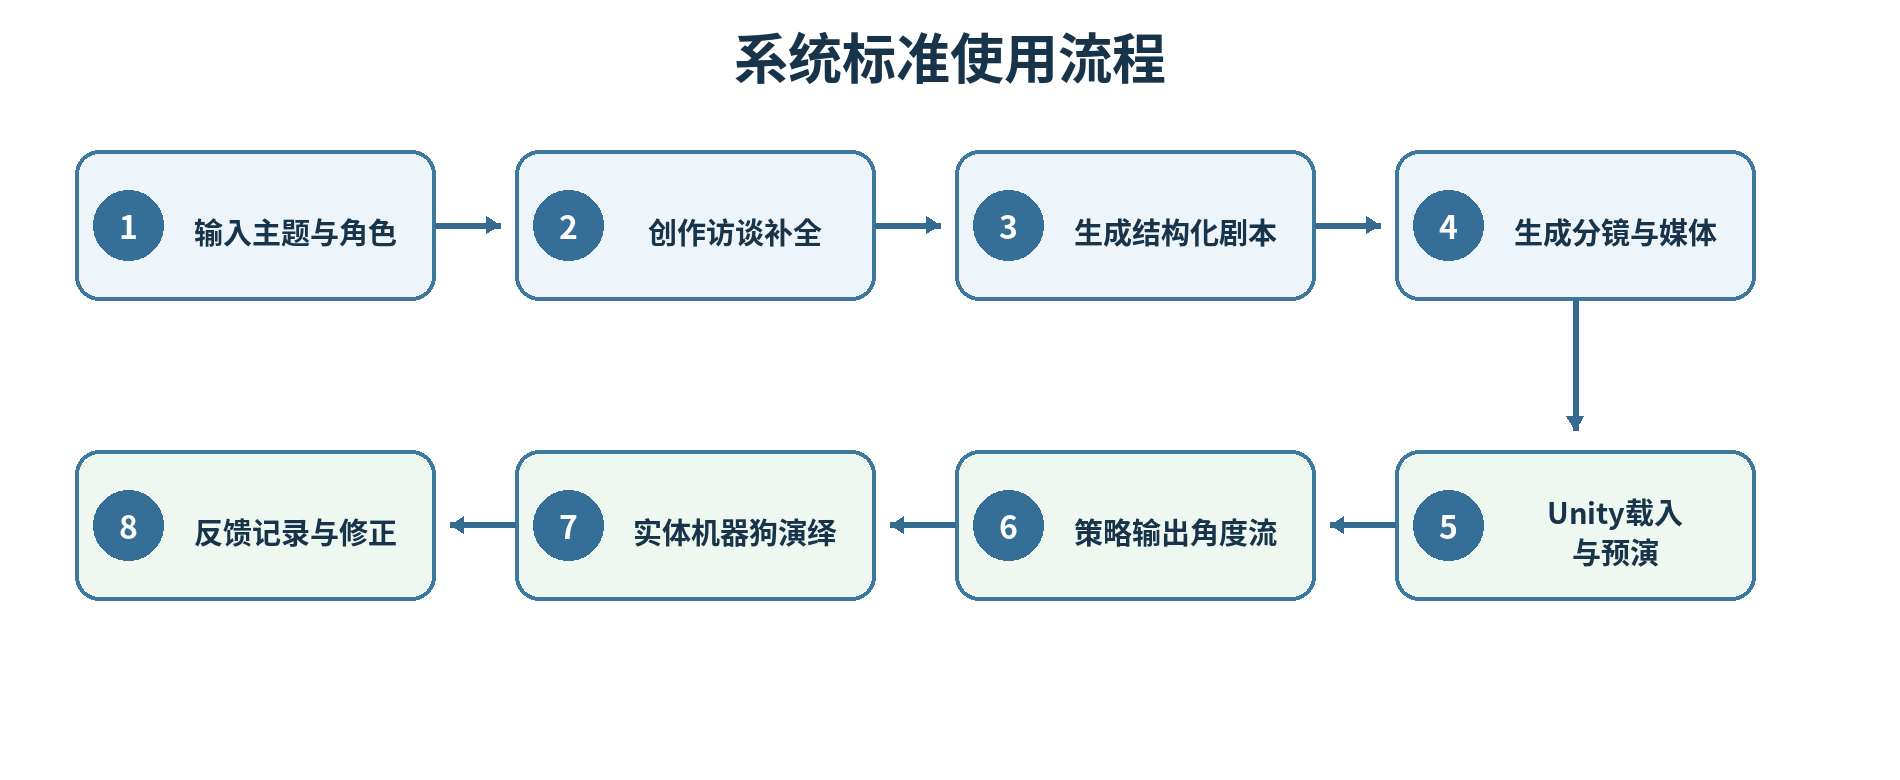 系统标准使用流程
1 输入主题与角色
2 创作访谈补全
3 生成结构化剧本
4 生成分镜与媒体
5 Unity载入
与预演
6 策略输出角度流
7 实体机器狗演绎
8 反馈记录与修正